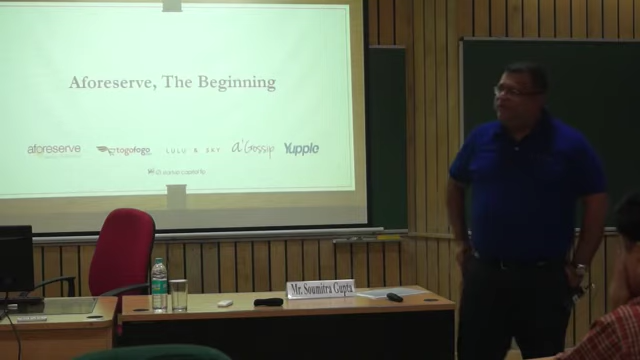 Aforeserve, The Beginning
aforeserve
togofogo
LULU & SKY
a'Gossip
Yupple
Mr. Soumitra Gupta